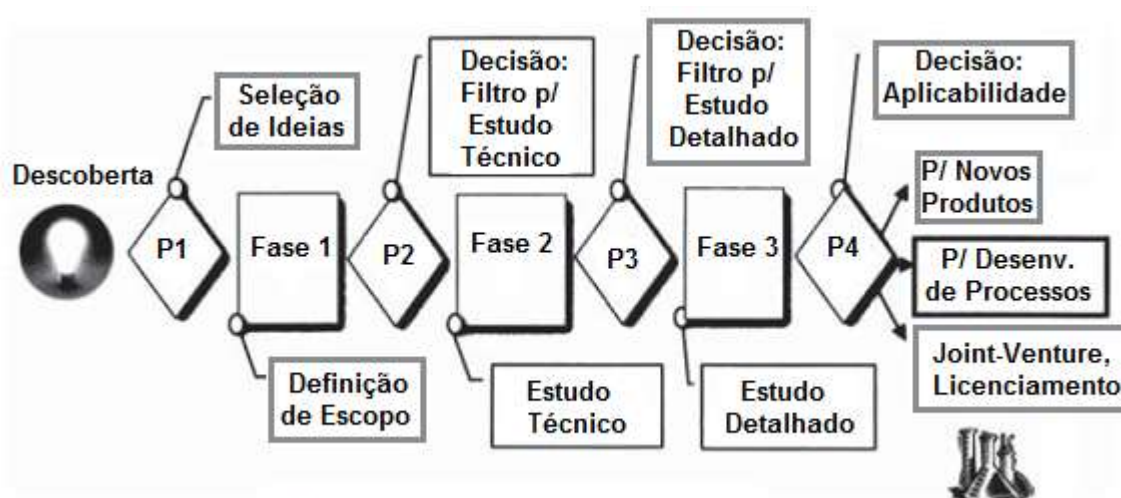 Descoberta
P1
Seleção
de Ideias
Fase 1
Definição
de Escopo
P2
Decisão:
Filtro p/
Estudo
Técnico
Fase 2
Estudo
Técnico
P3
Decisão:
Filtro p/
Estudo
Detalhado
Fase 3
Estudo
Detalhado
P4
Decisão:
Aplicabilidade
P/ Novos
Produtos
P/ Desenv.
de Processos
Joint-Venture,
Licenciamento